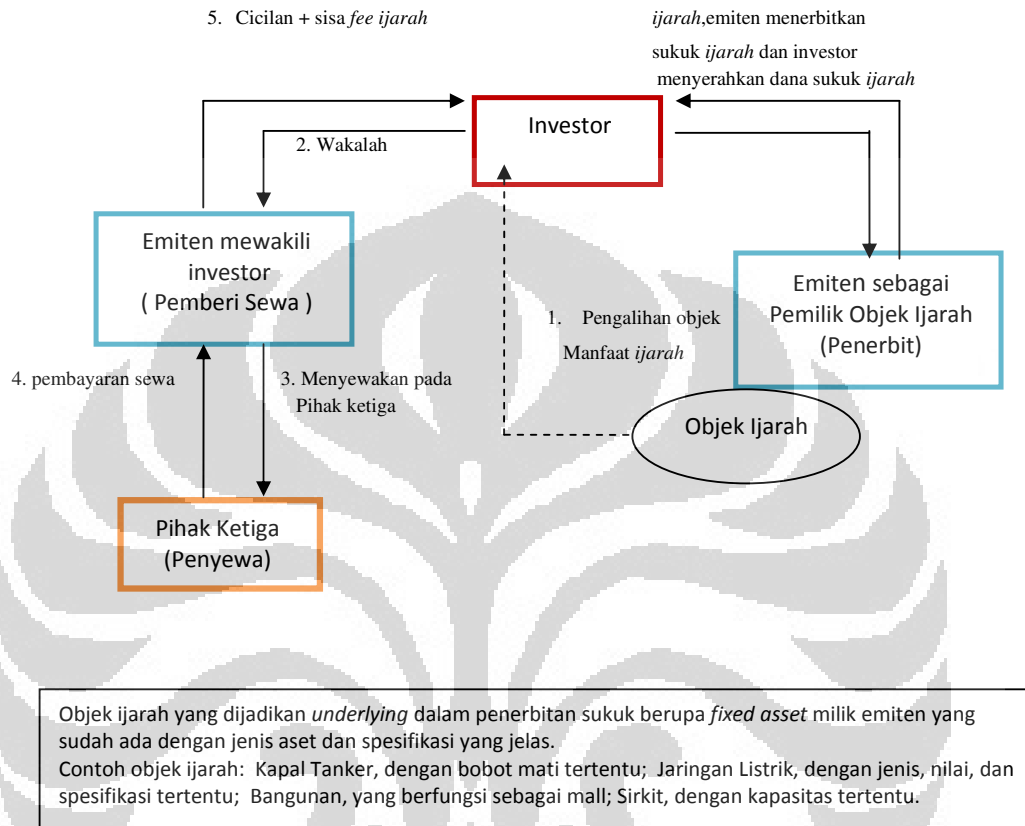 5. Cicilan + sisa fee ijarah
ijarah,emiten menerbitkan
sukuk ijarah dan investor
menyerahkan dana sukuk ijarah
Investor
2. Wakalah
Emiten mewakili
investor
( Pemberi Sewa )
Emiten sebagai
Pemilik Objek Ijarah
(Penerbit)
1. Pengalihan objek
Manfaat ijarah
4. pembayaran sewa
3. Menyewakan pada
Pihak ketiga
Objek Ijarah
Pihak Ketiga
(Penyewa)
Objek ijarah yang dijadikan underlying dalam penerbitan sukuk berupa fixed asset milik emiten yang
sudah ada dengan jenis aset dan spesifikasi yang jelas.
Contoh objek ijarah: Kapal Tanker, dengan bobot mati tertentu; Jaringan Listrik, dengan jenis, nilai, dan
spesifikasi tertentu; Bangunan, yang berfungsi sebagai mall; Sirkit, dengan kapasitas tertentu.